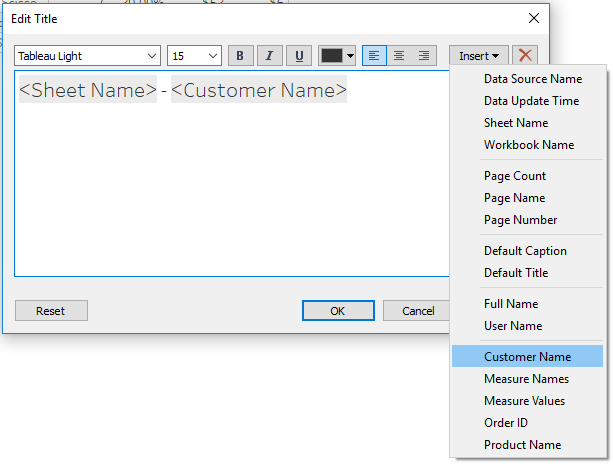 20.00%
Edit Title
Tableau Light 15 B I U Insert
<Sheet Name> - <Customer Name>
Data Source Name
Data Update Time
Sheet Name
Workbook Name
Page Count
Page Name
Page Number
Default Caption
Default Title
Full Name
User Name
Customer Name
Measure Names
Measure Values
Order ID
Product Name
Reset OK Cancel